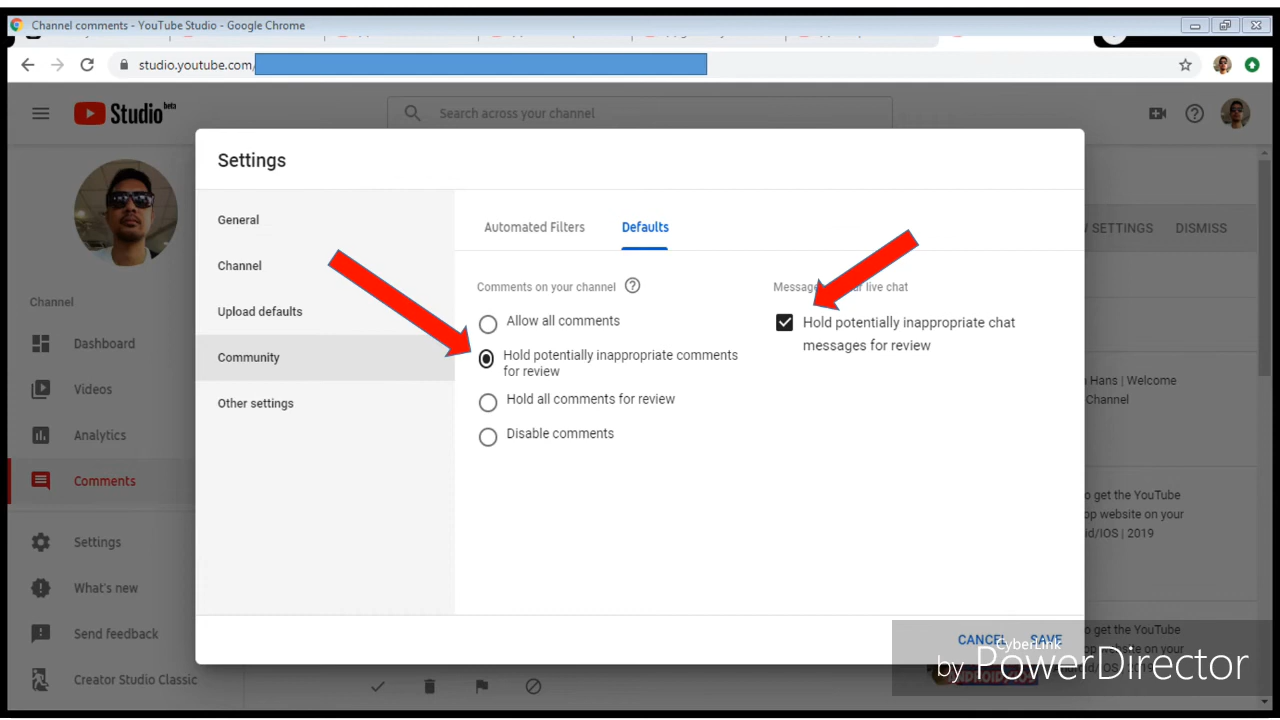 Channel comments - YouTube Studio - Google Chrome
studio.youtube.com/
Studio beta
Search across your channel
Settings
General
Channel
Upload defaults
Community
Other settings
Automated Filters
Defaults
Comments on your channel
Allow all comments
Hold potentially inappropriate comments
for review
Hold all comments for review
Disable comments
live chat
Hold potentially inappropriate chat
messages for review
CANCEL
SAVE
Channel
Dashboard
Videos
Analytics
Comments
Settings
What's new
Send feedback
Creator Studio Classic
SETTINGS
DISMISS
Hans | Welcome
Channel
to get the YouTube
website on your
| 2019
to get the YouTube
CyberLink
by PowerDirector